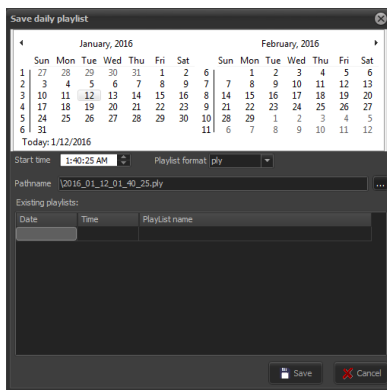 Save daily playlist
January, 2016 February, 2016
Sun Mon Tue Wed Thu Fri Sat Sun Mon Tue Wed Thu Fri Sat
1 27 28 29 30 31 1 2 6 1 2 3 4 5 6
2 3 4 5 6 7 8 9 7 7 8 9 10 11 12 13
3 10 11 12 13 14 15 16 8 14 15 16 17 18 19 20
4 17 18 19 20 21 22 23 9 21 22 23 24 25 26 27
5 24 25 26 27 28 29 30 10 28 29 1 2 3 4 5
6 31 11 6 7 8 9 10 11 12
Today: 1/12/2016
Start time 1:40:25 AM Playlist format ply
Pathname \2016_01_12_01_40_25.ply ...
Existing playlists:
Date Time PlayList name
Save Cancel